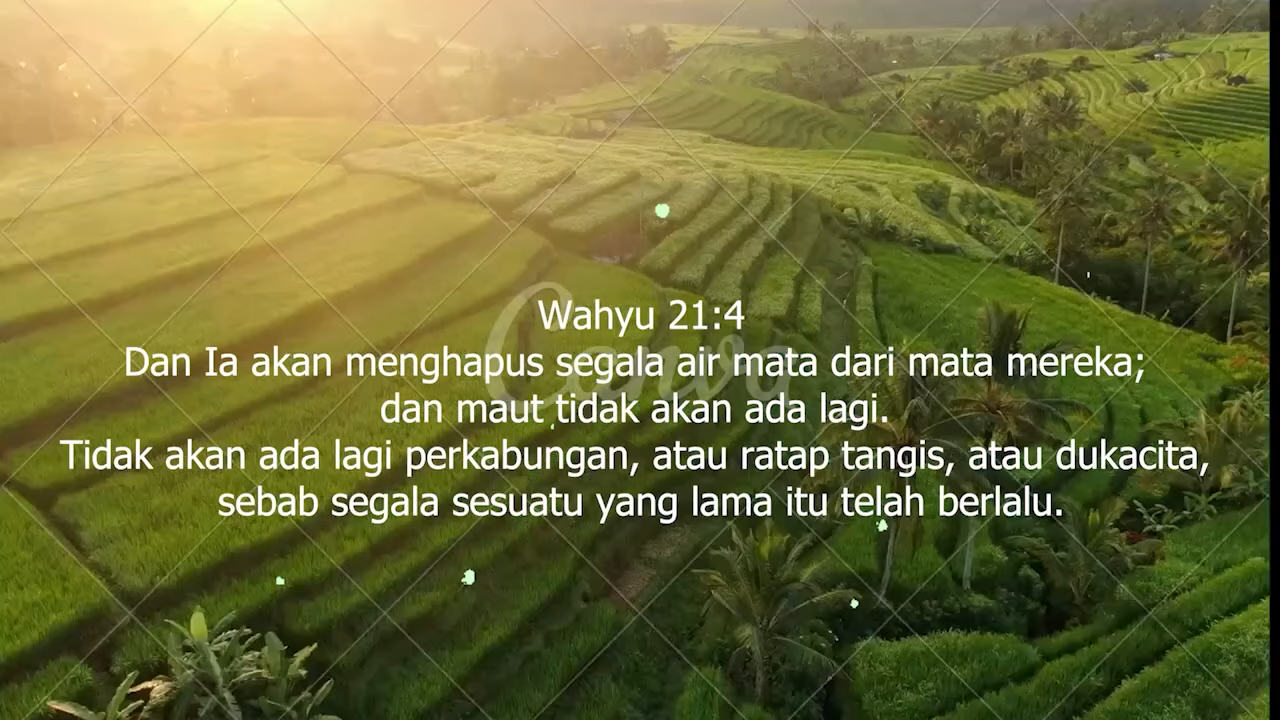 Wahyu 21:4
Dan Ia akan menghapus segala air mata dari mata mereka;
dan maut tidak akan ada lagi.
Tidak akan ada lagi perkabungan, atau ratap tangis, atau dukacita,
sebab segala sesuatu yang lama itu telah berlalu.
Canva